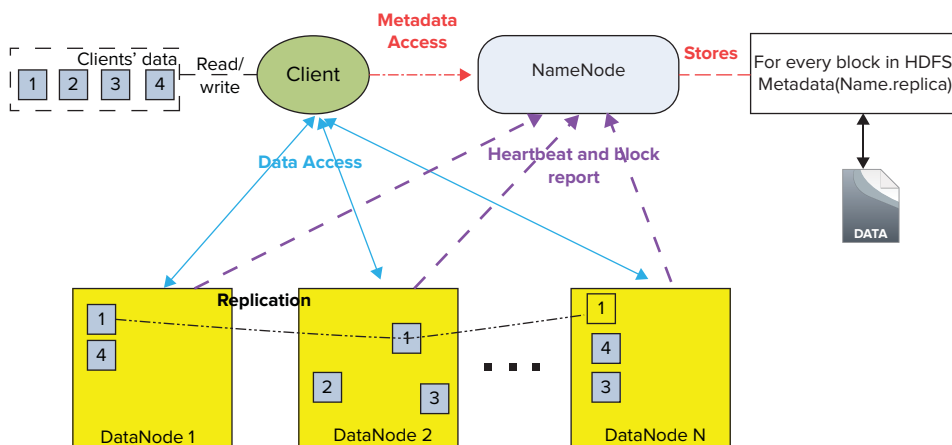 Clients' data
1 2 3 4
Read/
write
Client
Metadata
Access
NameNode
Stores
For every block in HDFS
Metadata(Name.replica)
DATA
Data Access
Heartbeat and block
report
Replication
1
4
DataNode 1
1
2
3
DataNode 2
1
4
3
DataNode N